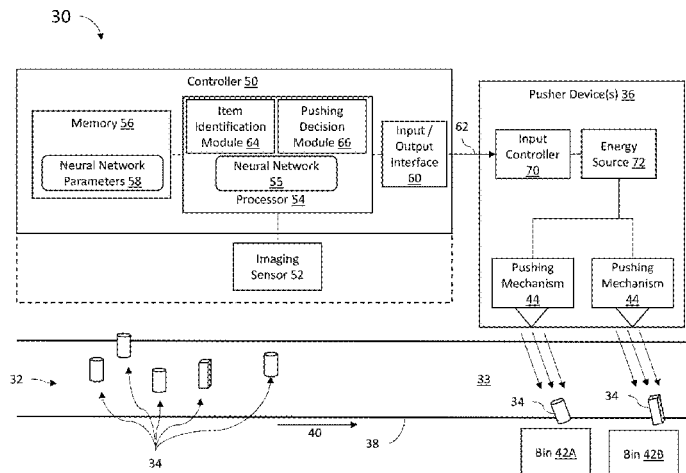 30
Controller 50
Pusher Device(s) 36
Memory 56
Neural Network
Parameters 58
Item
Identification
Module 64
Pushing
Decision
Module 66
Neural Network
55
Processor 54
Input /
Output
Interface
60
62
Input
Controller
70
Energy
Source 72
Imaging
Sensor 52
Pushing
Mechanism
44
Pushing
Mechanism
44
32
33
34
34
34
40
38
Bin 42A
Bin 42B